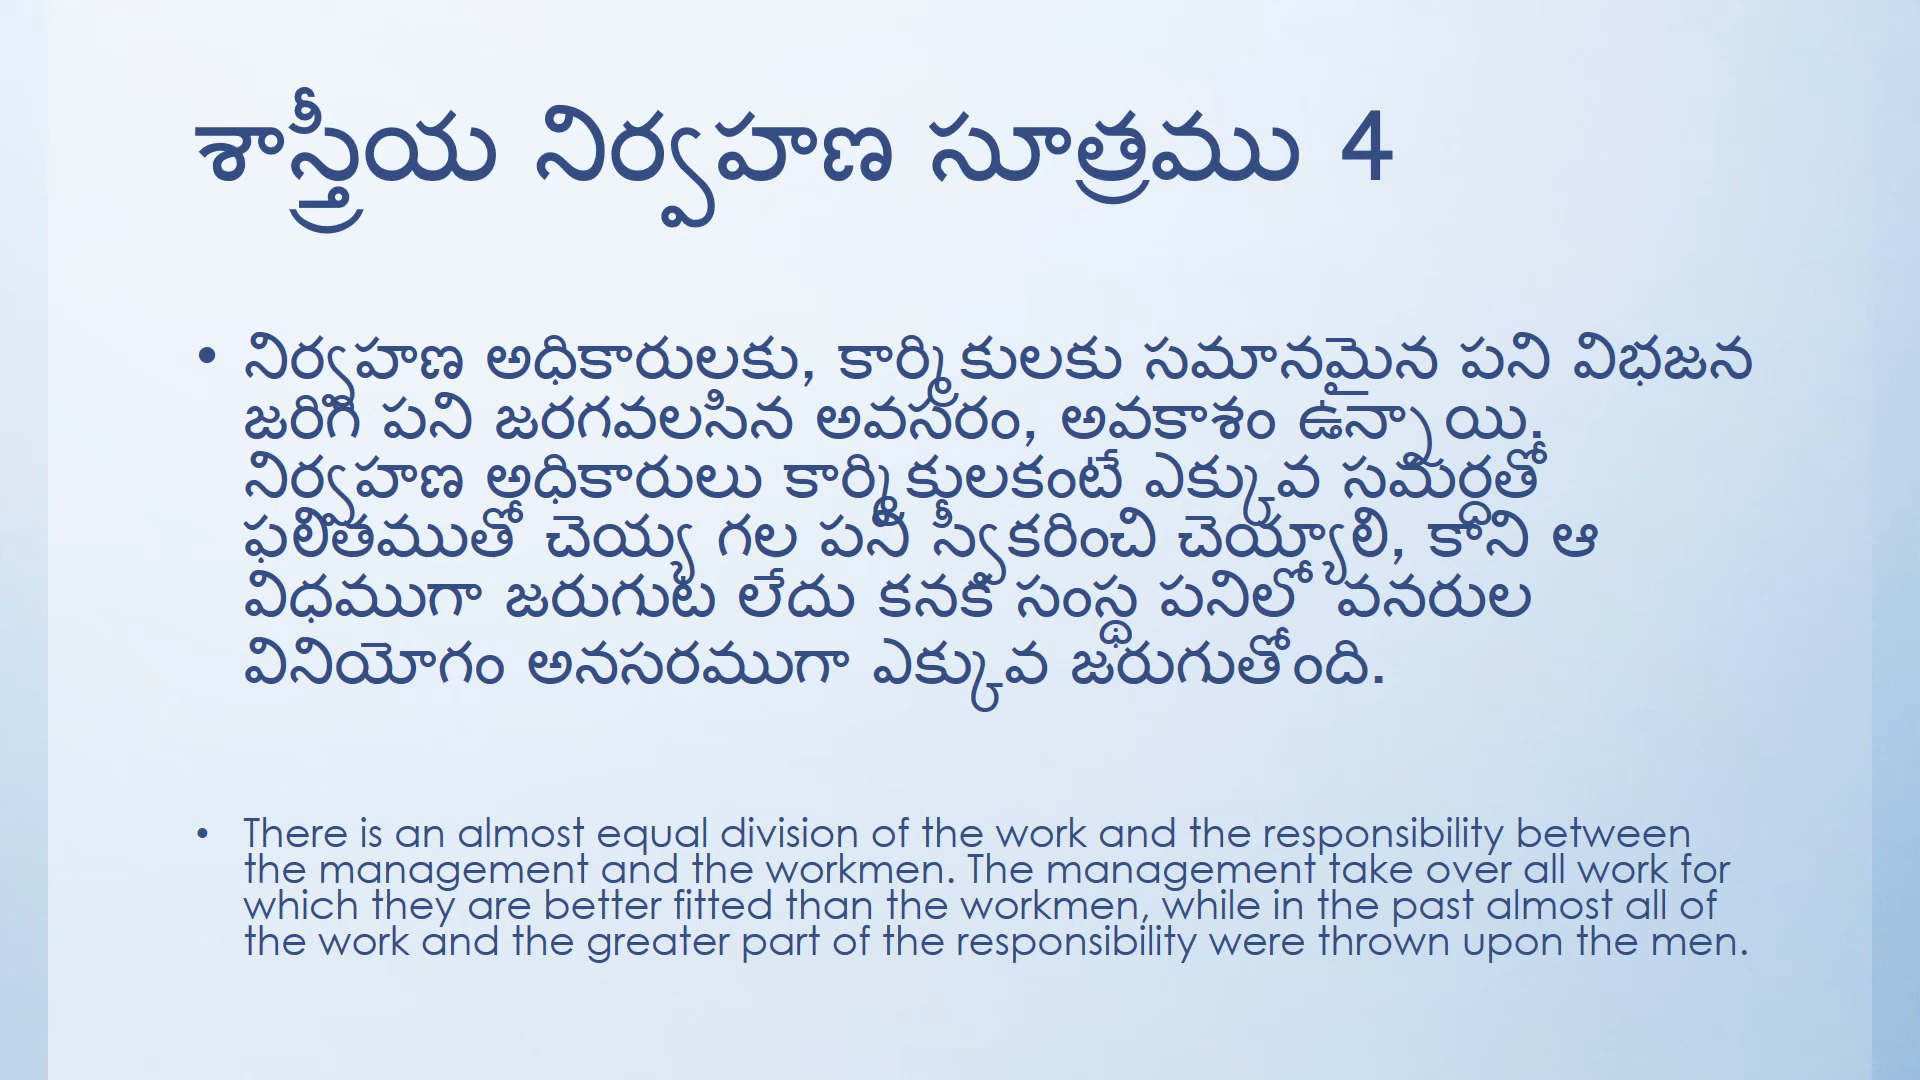 శాస్త్రీయ నిర్వహణ సూత్రము 4
• నిర్వహణ అధికారులకు, కార్మికులకు సమానమైన పని విభజన
జరిగి పని జరగవలసిన అవసరం, అవకాశం ఉన్నాయి.
నిర్వహణ అధికారులు కార్మికులకంటే ఎక్కువ సమర్ధతో
ఫలితముతో చెయ్య గల పని స్వీకరించి చెయ్యాలి, కాని ఆ
విధముగా జరుగుట లేదు కనక సంస్థ పనిలో వనరుల
వినియోగం అనసరముగా ఎక్కువ జరుగుతోంది.
• There is an almost equal division of the work and the responsibility between
the management and the workmen. The management take over all work for
which they are better fitted than the workmen, while in the past almost all of
the work and the greater part of the responsibility were thrown upon the men.